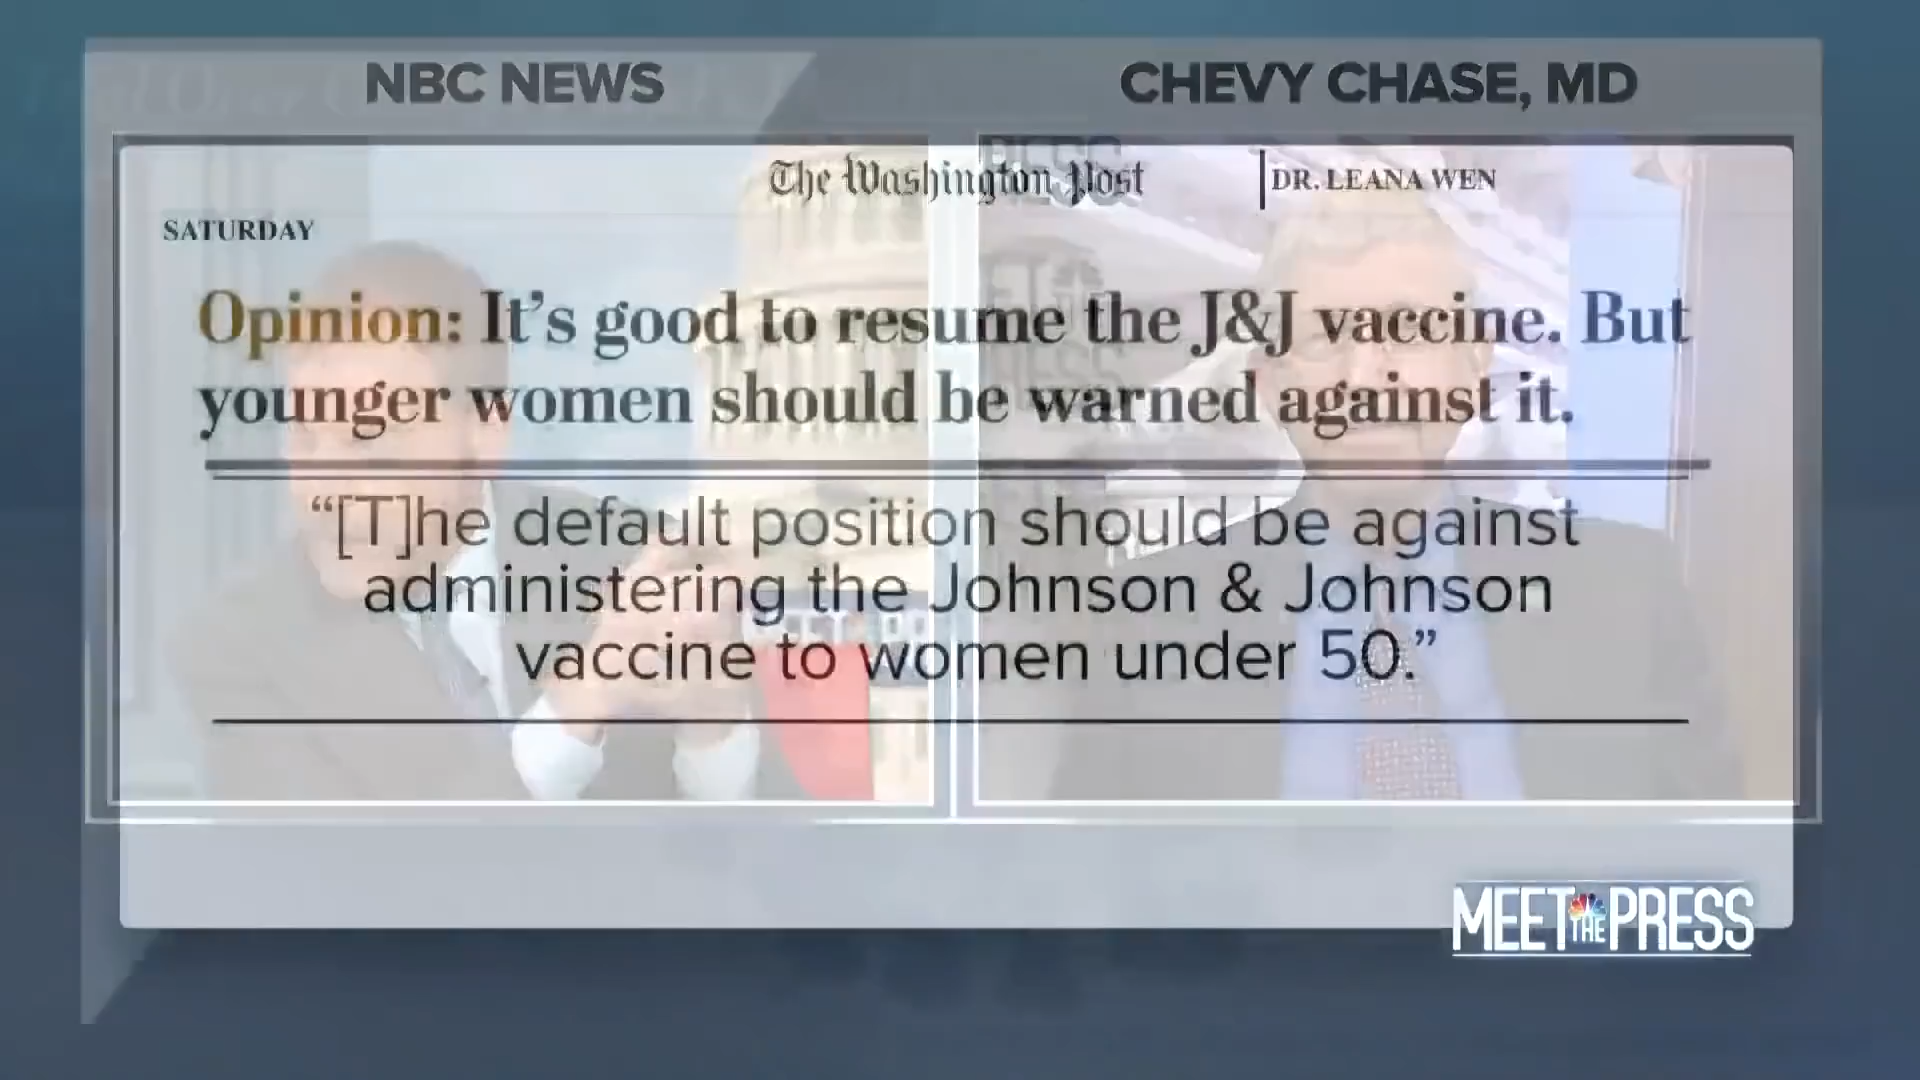 NBC NEWS
CHEVY CHASE, MD
The Washington Post
DR. LEANA WEN
SATURDAY
Opinion: It's good to resume the J&J vaccine. But
younger women should be warned against it.
“[T]he default position should be against
administering the Johnson & Johnson
vaccine to women under 50.”
MEET THE PRESS